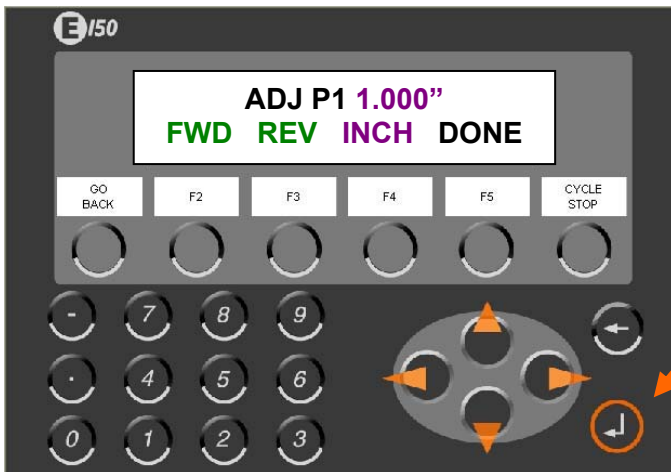 E150
ADJ P1 1.000”
FWD REV INCH DONE
GO BACK F2 F3 F4 F5 CYCLE STOP
- 7 8 9
. 4 5 6
0 1 2 3